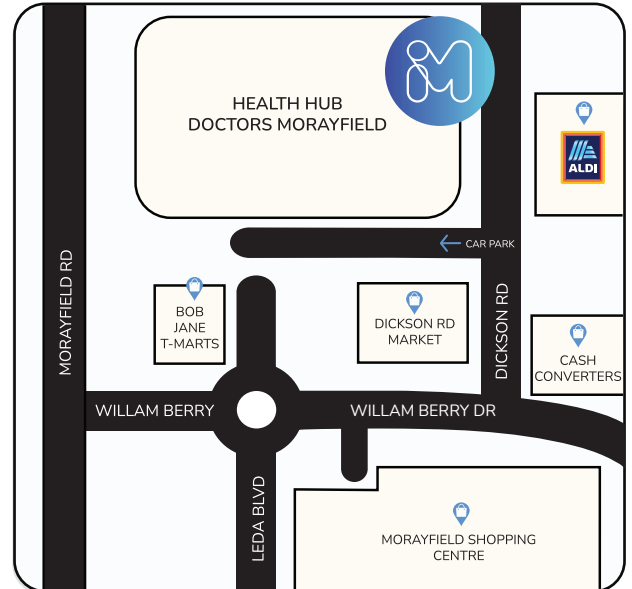 HEALTH HUB
DOCTORS MORAYFIELD
ALDI
CAR PARK
MORAYFIELD RD
BOB
JANE
T-MARTS
DICKSON RD
MARKET
DICKSON RD
CASH
CONVERTERS
WILLAM BERRY
WILLAM BERRY DR
LEDA BLVD
MORAYFIELD SHOPPING
CENTRE